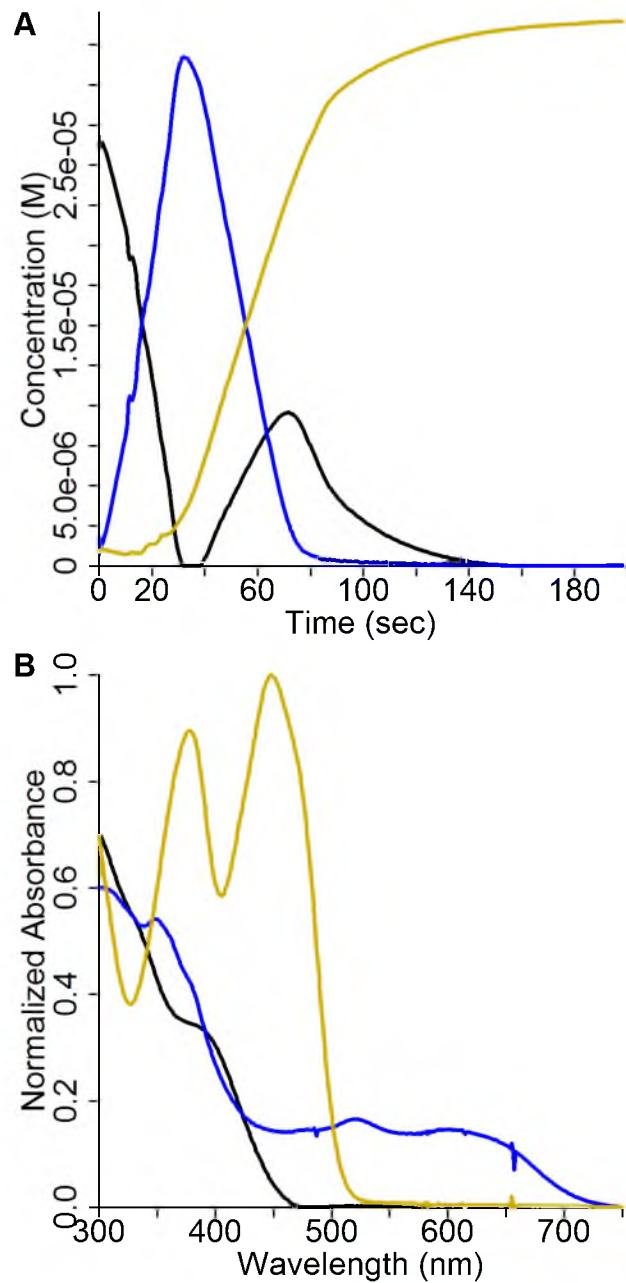 A
Concentration (M)
2.5e-05
1.5e-05
5.0e-06
0
0 20 60 100 140 180
Time (sec)
B
Normalized Absorbance
1.0
0.8
0.6
0.4
0.2
0.0
300 400 500 600 700
Wavelength (nm)